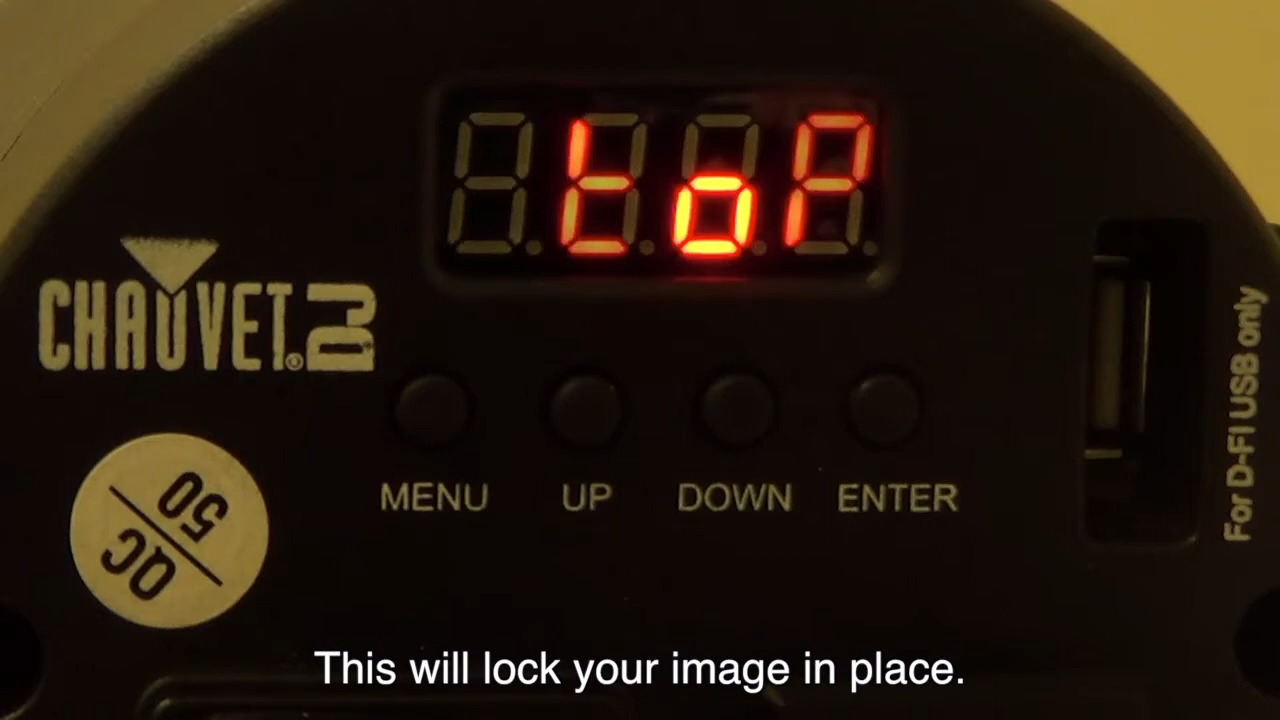 toP
CHAUVET® DJ
MENU UP DOWN ENTER
For D-FI USB only
QC
50
This will lock your image in place.